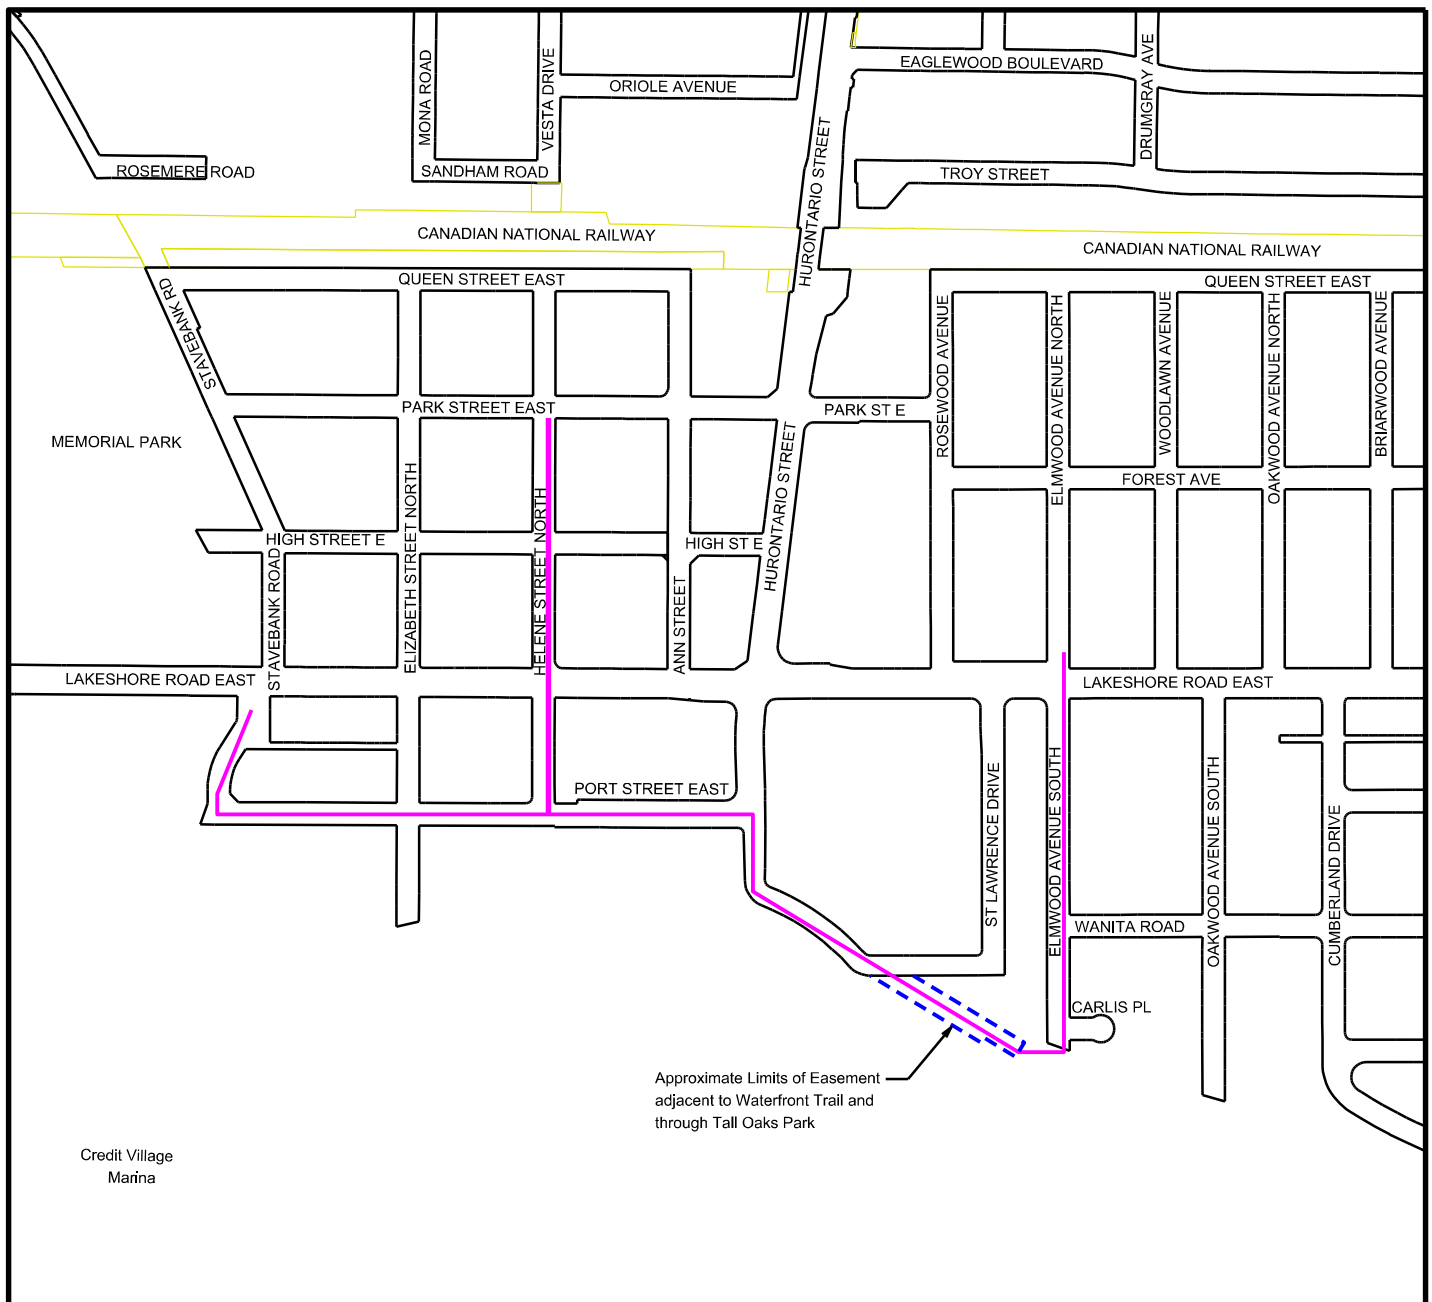 EAGLEWOOD BOULEVARD
DRUMGRAY AVE
MONA ROAD
VESTA DRIVE
ORIOLE AVENUE
HURONTARIO STREET
ROSEMERE ROAD
SANDHAM ROAD
TROY STREET
CANADIAN NATIONAL RAILWAY
CANADIAN NATIONAL RAILWAY
QUEEN STREET EAST
QUEEN STREET EAST
STAVEBANK RD
ROSEWOOD AVENUE
ELMWOOD AVENUE NORTH
WOODLAWN AVENUE
OAKWOOD AVENUE NORTH
BRIARWOOD AVENUE
PARK STREET EAST
PARK ST E
MEMORIAL PARK
HURONTARIO STREET
FOREST AVE
ELIZABETH STREET NORTH
HELENE STREET NORTH
HIGH STREET E
HIGH ST E
STAVEBANK ROAD
ANN STREET
LAKESHORE ROAD EAST
LAKESHORE ROAD EAST
PORT STREET EAST
ST LAWRENCE DRIVE
ELMWOOD AVENUE SOUTH
OAKWOOD AVENUE SOUTH
CUMBERLAND DRIVE
WANITA ROAD
CARLIS PL
Approximate Limits of Easement
adjacent to Waterfront Trail and
through Tall Oaks Park
Credit Village
Marina